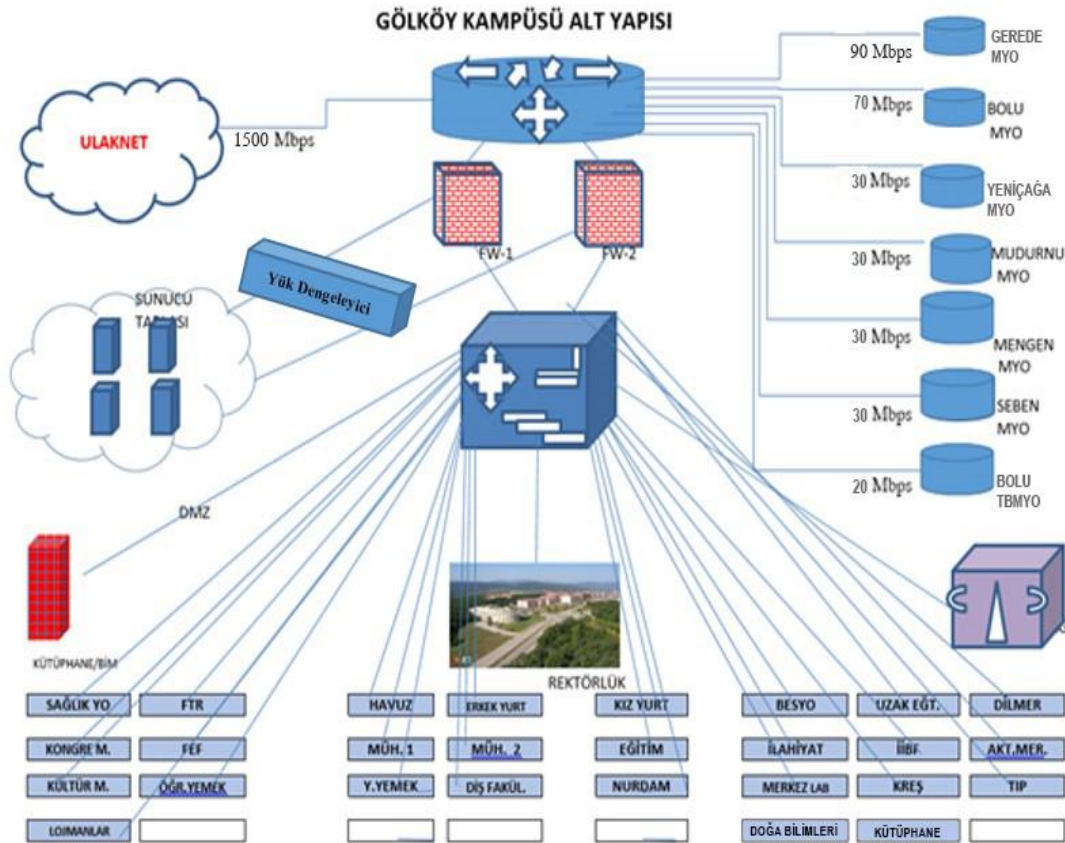 GÖLKÖY KAMPÜSÜ ALT YAPISI
ULAKNET
1500 Mbps
90 Mbps
GEREDE
MYO
70 Mbps
BOLU
MYO
30 Mbps
YENİÇAĞA
MYO
30 Mbps
MUDURNU
MYO
30 Mbps
MENGEN
MYO
30 Mbps
SEBEN
MYO
20 Mbps
BOLU
TBMYO
FW-1
FW-2
Yük Dengeleyici
SUNUCU
DMZ
KÜTÜPHANE/BİM
REKTÖRLÜK
SAĞLIK YO
FTR
HAVUZ
ERKEK YURT
KIZ YURT
BESYO
UZAK EĞT.
DİLMER
KONGRE M.
FEF
MÜH. 1
MÜH. 2
EĞİTİM
İLAHİYAT
İİBF
AKT.MER.
KÜLTÜR M.
ÖĞR.YEMEK
Y.YEMEK
DİŞ FAKÜL.
NURDAM
MERKEZ LAB
KREŞ
TIP
LOJMANLAR
DOĞA BİLİMLERİ
KÜTÜPHANE